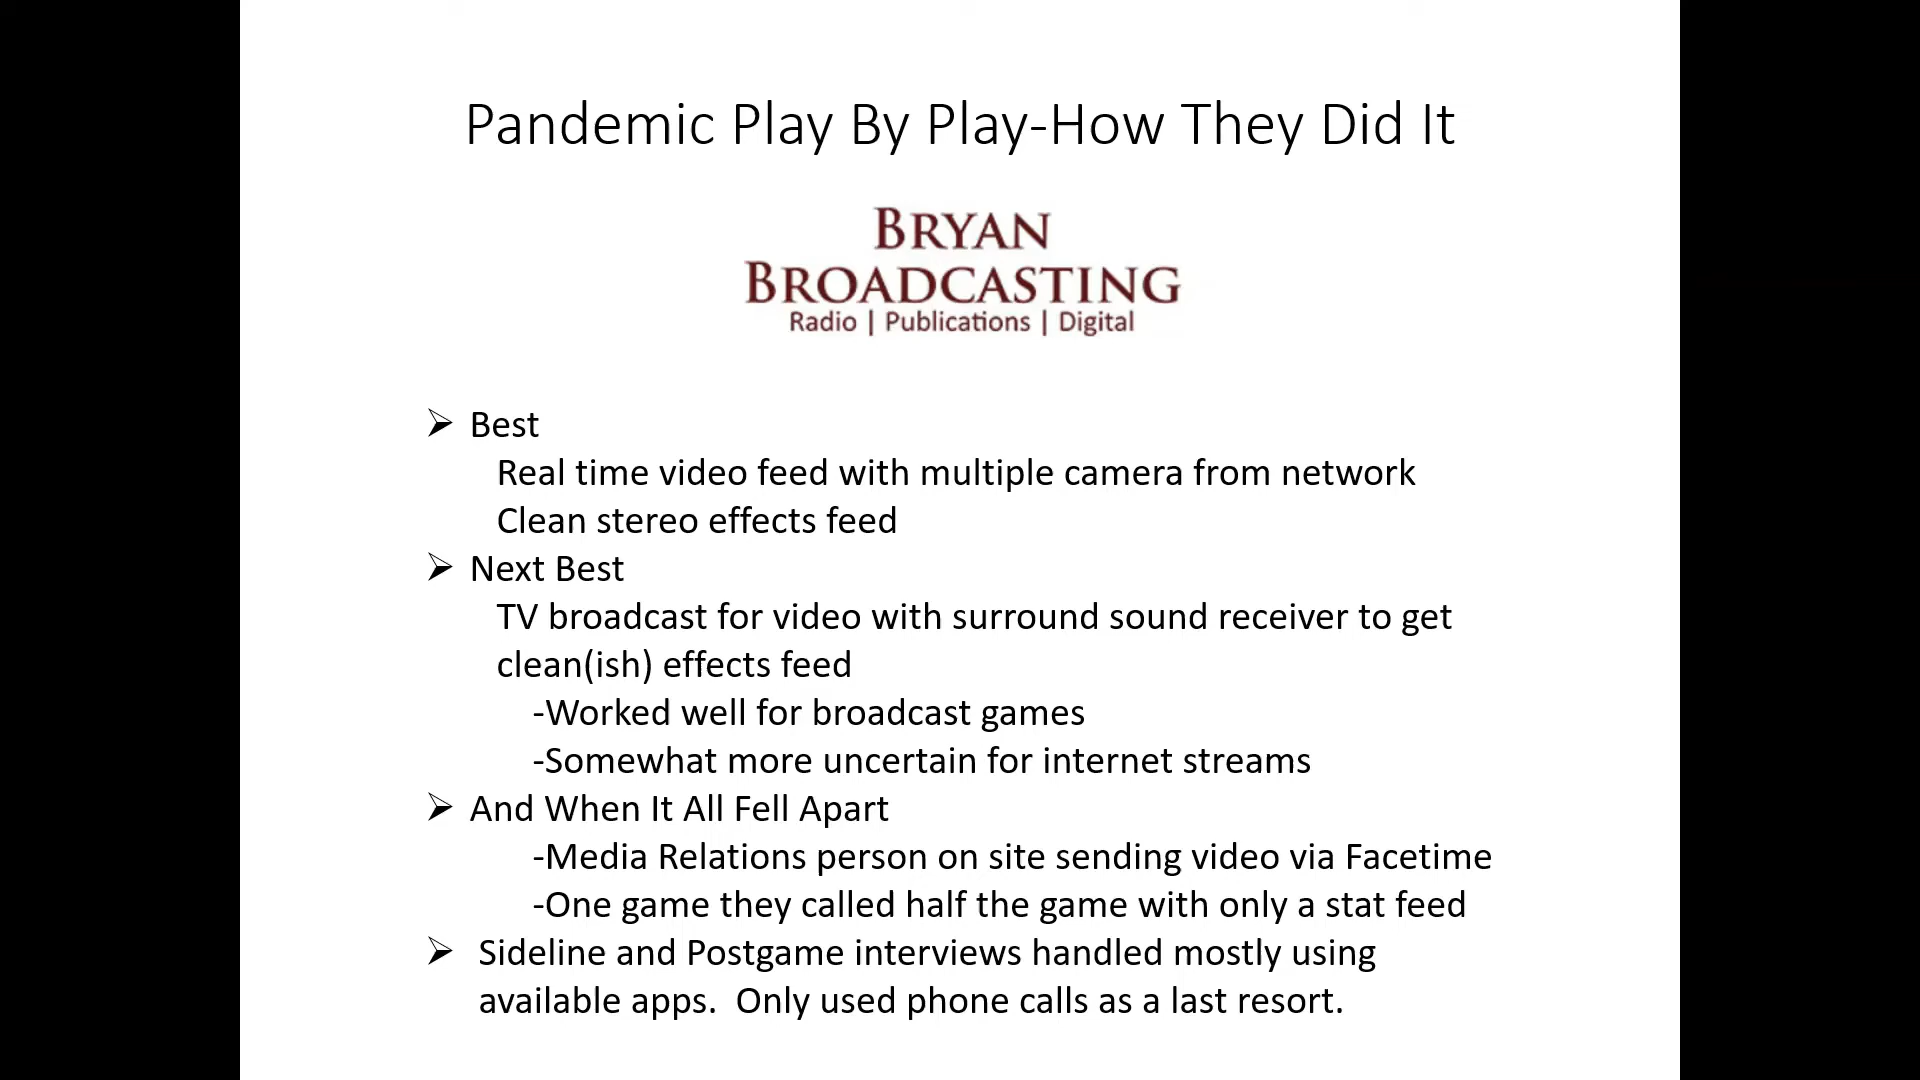 Pandemic Play By Play-How They Did It
BRYAN
BROADCASTING
Radio | Publications | Digital
➢ Best
Real time video feed with multiple camera from network
Clean stereo effects feed
➢ Next Best
TV broadcast for video with surround sound receiver to get
clean(ish) effects feed
-Worked well for broadcast games
-Somewhat more uncertain for internet streams
➢ And When It All Fell Apart
-Media Relations person on site sending video via Facetime
-One game they called half the game with only a stat feed
➢ Sideline and Postgame interviews handled mostly using
available apps.  Only used phone calls as a last resort.